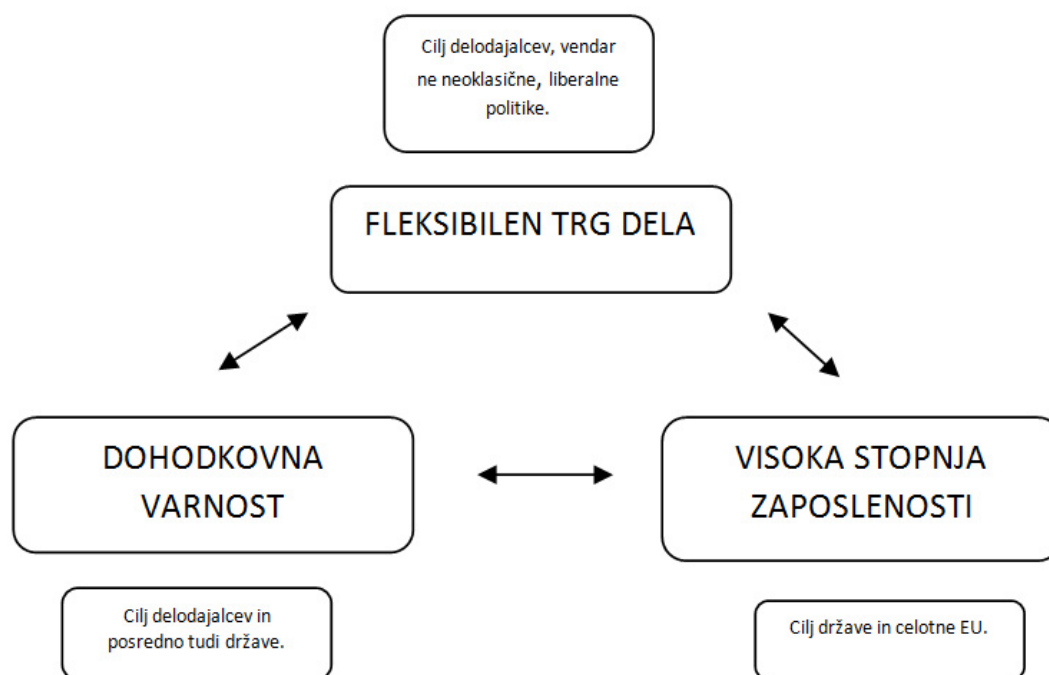 Cilj delodajalcev, vendar
ne neoklasične, liberalne
politike.
FLEKSIBILEN TRG DELA
DOHODKOVNA
VARNOST
VISOKA STOPNJA
ZAPOSLENOSTI
Cilj delodajalcev in
posredno tudi države.
Cilj države in celotne EU.